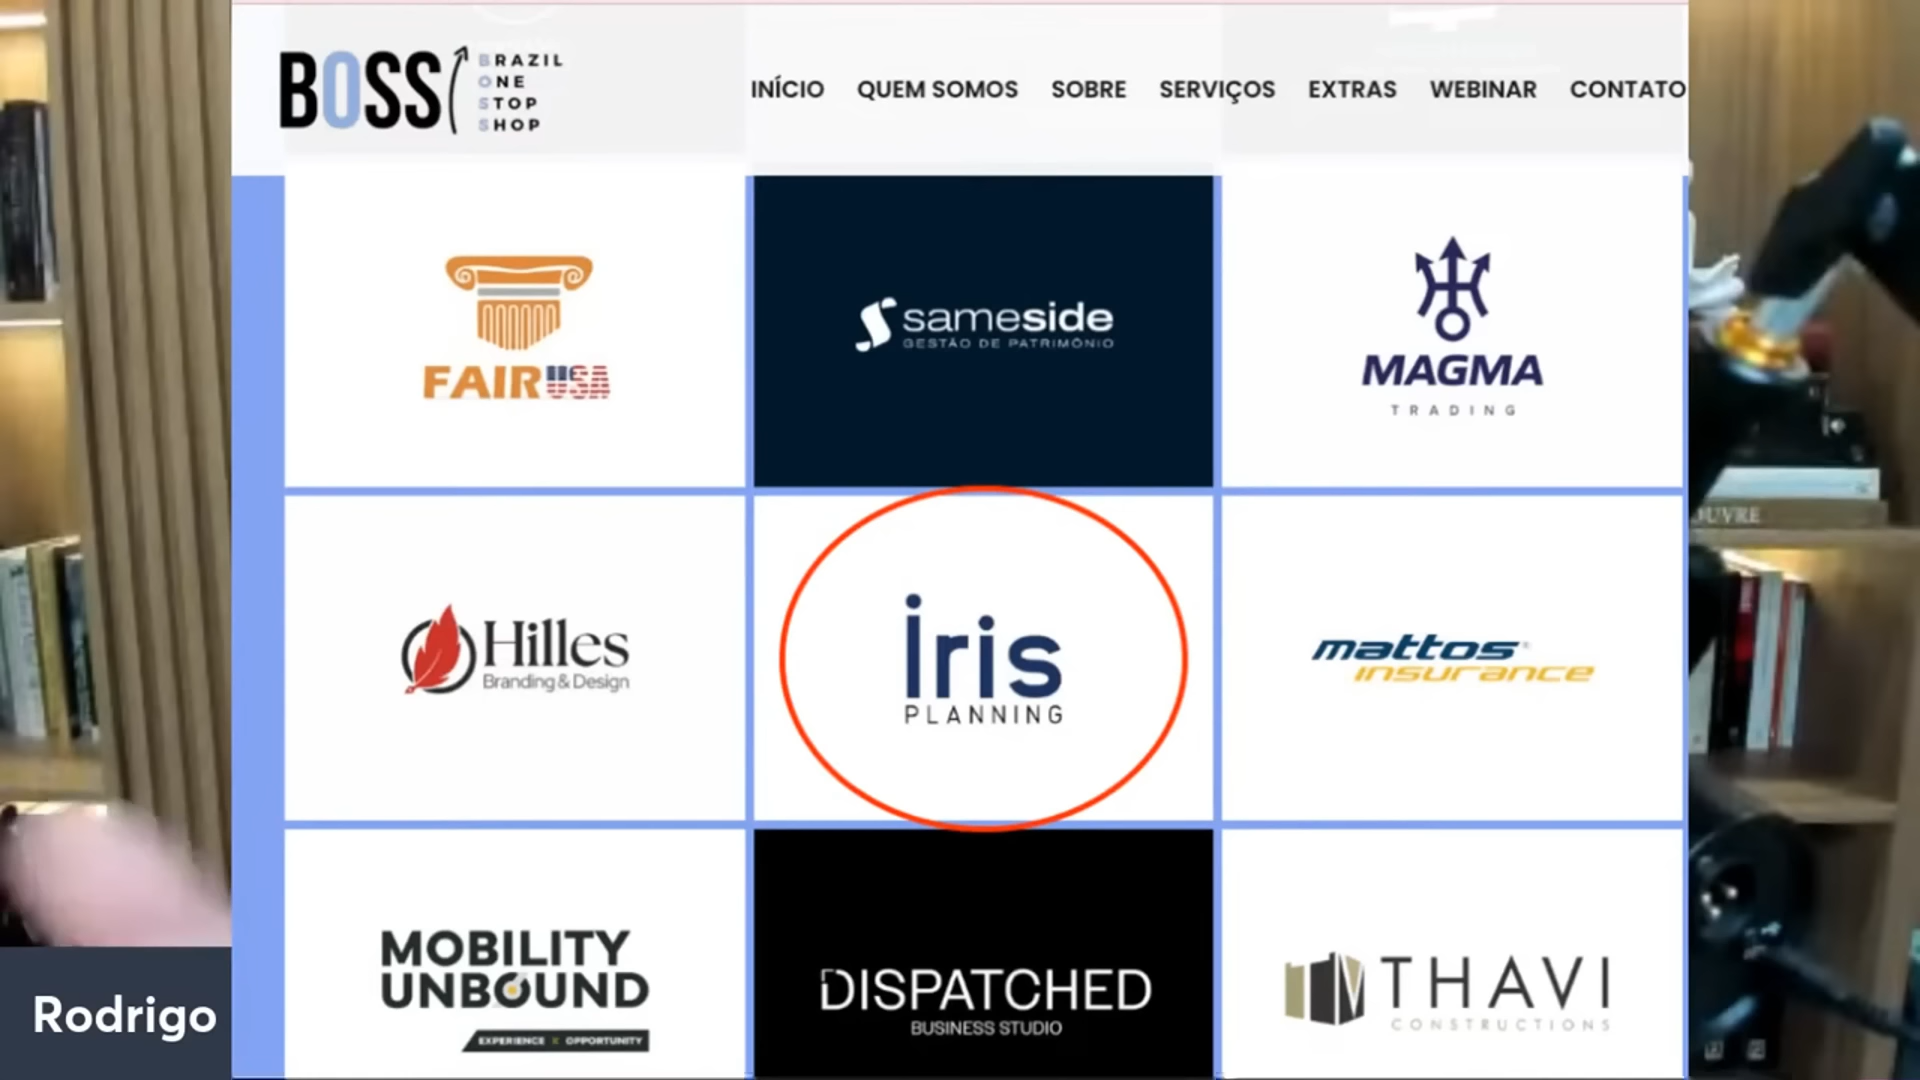 BOSS
BRAZIL
ONE
STOP
SHOP
INÍCIO QUEM SOMOS SOBRE SERVIÇOS EXTRAS WEBINAR CONTATO
FAIR USA
sameside
GESTÃO DE PATRIMÔNIO
MAGMA
TRADING
Hilles
Branding & Design
iris
PLANNING
mattos
insurance
OUVRE
MOBILITY
UNBOUND
EXPERIENCE X OPPORTUNITY
DISPATCHED
BUSINESS STUDIO
THAVI
CONSTRUCTIONS
Rodrigo